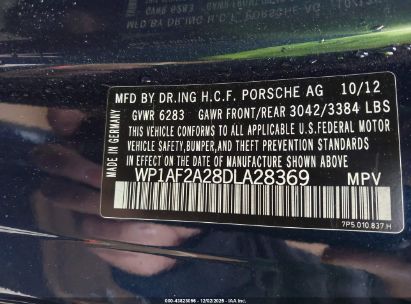 MFD BY DR.ING H.C.F. PORSCHE AG 10/12
GVWR 6283 GAWR FRONT/REAR 3042/3384 LBS
THIS VEHICLE CONFORMS TO ALL APPLICABLE
U.S. FEDERAL MOTOR
VEHICLE SAFETY, BUMPER, AND THEFT PREVENTION STANDARDS
IN EFFECT ON THE DATE OF MANUFACTURE SHOWN ABOVE.
WP1AF2A28DLA28369 MPV
MADE IN GERMANY
7P5.010.837.H